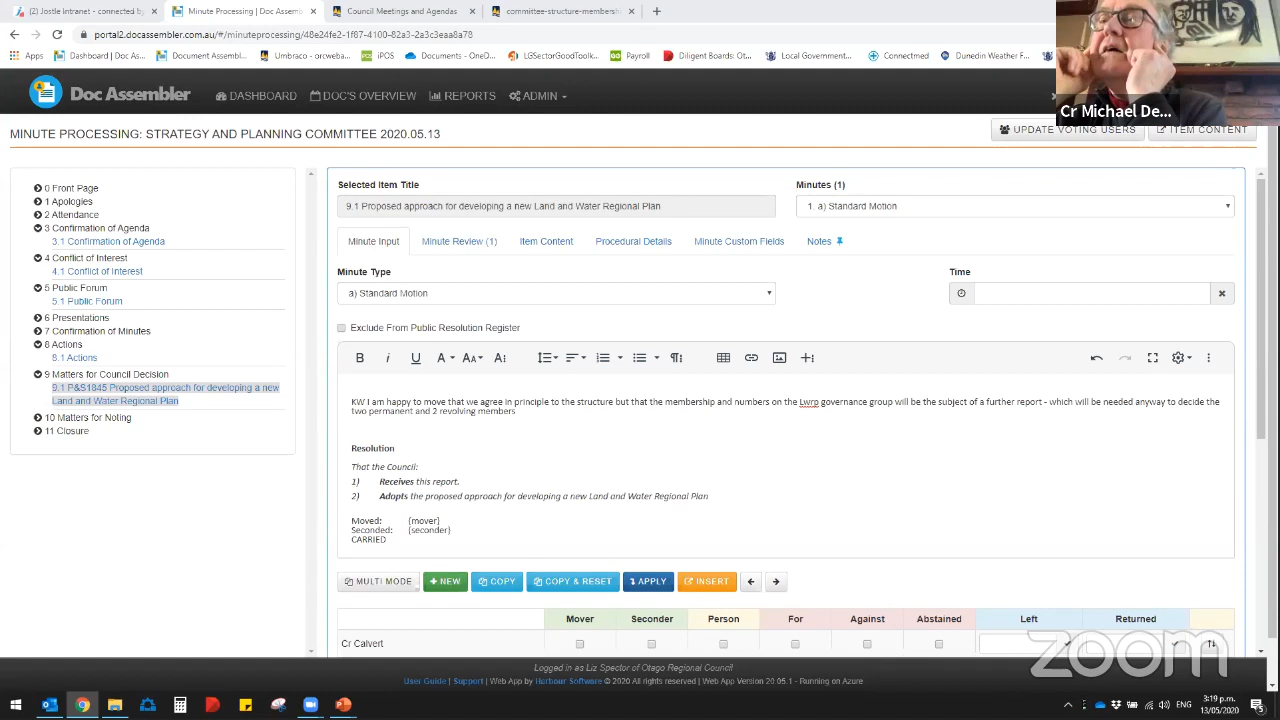 (2) Jostle Intranet - connected by
Minute Processing | Doc Assemb
Council Meetings and Agendas
committee-structure-membersh
portal2.docassembler.com.au/#/minuteprocessing/48e24fe2-1f87-4100-82a3-2a3c3eaa8a78
Apps
Dashboard | Doc As...
Document Assembl...
Umbraco - orcweba...
iPOS
Documents - OneD...
LGSectorGoodTool...
Payroll
Diligent Boards: Ot...
Local Government...
Connectmed
Dunedin Weather F...
Doc Assembler
DASHBOARD
DOC'S OVERVIEW
REPORTS
ADMIN
Cr Michael De...
MINUTE PROCESSING: STRATEGY AND PLANNING COMMITTEE 2020.05.13
UPDATE VOTING USERS
ITEM CONTENT
0 Front Page
1 Apologies
2 Attendance
3 Confirmation of Agenda
3.1 Confirmation of Agenda
4 Conflict of Interest
4.1 Conflict of Interest
5 Public Forum
5.1 Public Forum
6 Presentations
7 Confirmation of Minutes
8 Actions
8.1 Actions
9 Matters for Council Decision
9.1 P&S1845 Proposed approach for developing a new
Land and Water Regional Plan
10 Matters for Noting
11 Closure
Selected Item Title
Minutes (1)
9.1 Proposed approach for developing a new Land and Water Regional Plan
1. a) Standard Motion
Minute Input
Minute Review (1)
Item Content
Procedural Details
Minute Custom Fields
Notes
Minute Type
Time
a) Standard Motion
Exclude From Public Resolution Register
KW I am happy to move that we agree in principle to the structure but that the membership and numbers on the Lwrp governance group will be the subject of a further report - which will be needed anyway to decide the
two permanent and 2 revolving members
Resolution
That the Council:
1) Receives this report.
2) Adopts the proposed approach for developing a new Land and Water Regional Plan
Moved: {mover}
Seconded: {seconder}
CARRIED
MULTI MODE
NEW
COPY
COPY & RESET
APPLY
INSERT
Mover
Seconder
Person
For
Against
Abstained
Left
Returned
Cr Calvert
zoom
Logged in as Liz Spector of Otago Regional Council
User Guide | Support | Web App by Harbour Software © 2020 All rights reserved | Web App Version 20.05.1 - Running on Azure
ENG
3:19 p.m.
13/05/2020